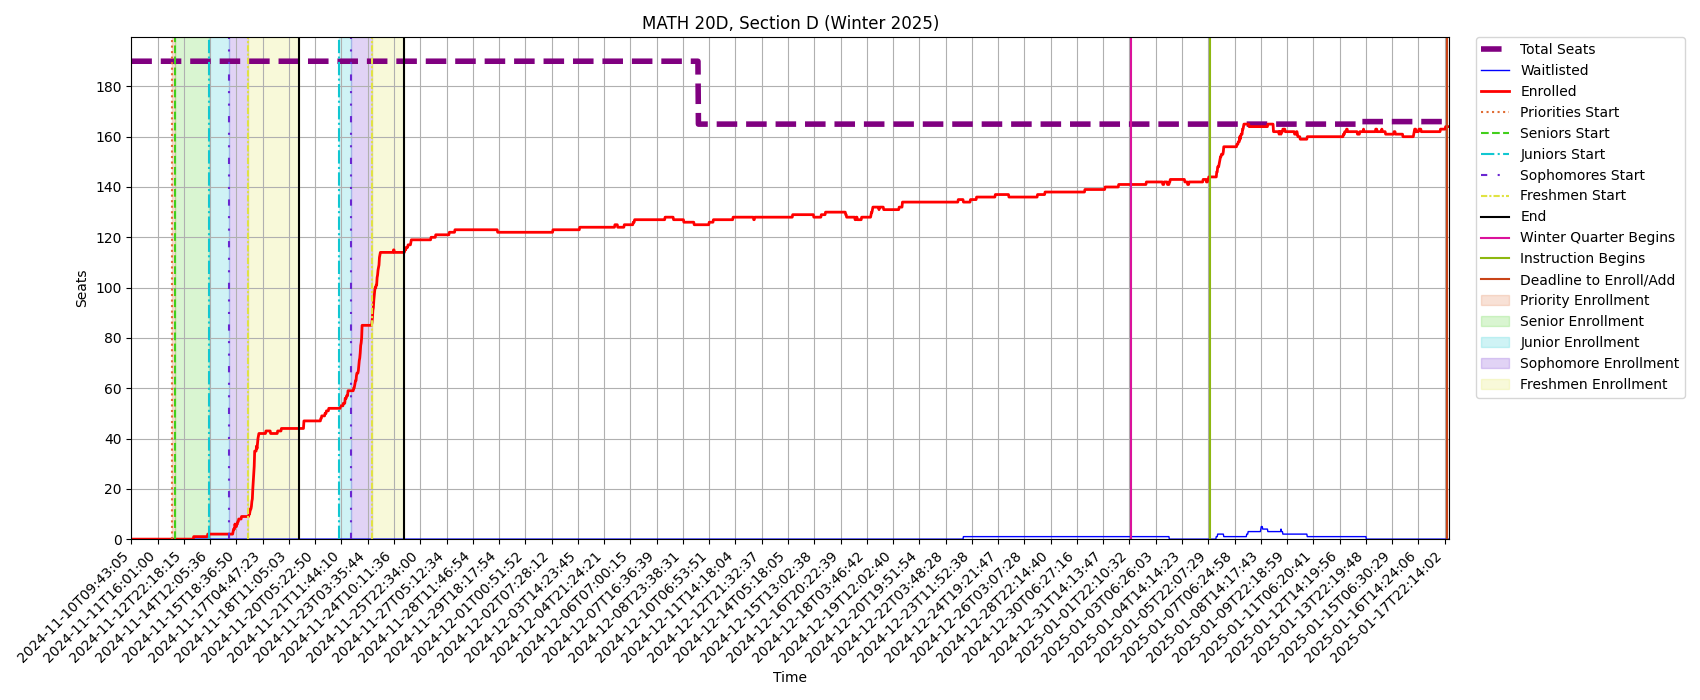 MATH 20D, Section D (Winter 2025)
Seats
180
160
140
120
100
80
60
40
20
0
2024-11-10T09:43:05
2024-11-11T16:01:00
2024-11-12T22:18:15
2024-11-14T12:05:36
2024-11-15T18:36:50
2024-11-17T04:47:23
2024-11-18T11:05:03
2024-11-20T05:22:50
2024-11-21T11:44:10
2024-11-23T03:35:44
2024-11-24T10:11:36
2024-11-25T22:34:00
2024-11-27T05:12:34
2024-11-28T11:46:54
2024-11-29T18:17:54
2024-12-01T00:51:52
2024-12-02T07:28:12
2024-12-03T14:23:45
2024-12-04T21:24:21
2024-12-06T07:00:15
2024-12-07T16:36:39
2024-12-08T23:38:31
2024-12-10T06:53:51
2024-12-11T14:18:04
2024-12-12T21:32:37
2024-12-14T05:18:05
2024-12-15T13:02:38
2024-12-16T20:22:39
2024-12-18T03:46:42
2024-12-19T12:02:40
2024-12-20T19:51:54
2024-12-22T03:48:28
2024-12-23T11:52:38
2024-12-24T19:21:47
2024-12-26T03:07:28
2024-12-28T22:14:40
2024-12-30T06:27:16
2024-12-31T14:13:47
2025-01-01T22:10:32
2025-01-03T06:26:03
2025-01-04T14:14:23
2025-01-05T22:07:29
2025-01-07T06:24:58
2025-01-08T14:17:43
2025-01-09T22:18:59
2025-01-11T06:20:41
2025-01-12T14:19:56
2025-01-13T22:19:48
2025-01-15T06:30:29
2025-01-16T14:24:06
2025-01-17T22:14:02
Time
Total Seats
Waitlisted
Enrolled
Priorities Start
Seniors Start
Juniors Start
Sophomores Start
Freshmen Start
End
Winter Quarter Begins
Instruction Begins
Deadline to Enroll/Add
Priority Enrollment
Senior Enrollment
Junior Enrollment
Sophomore Enrollment
Freshmen Enrollment